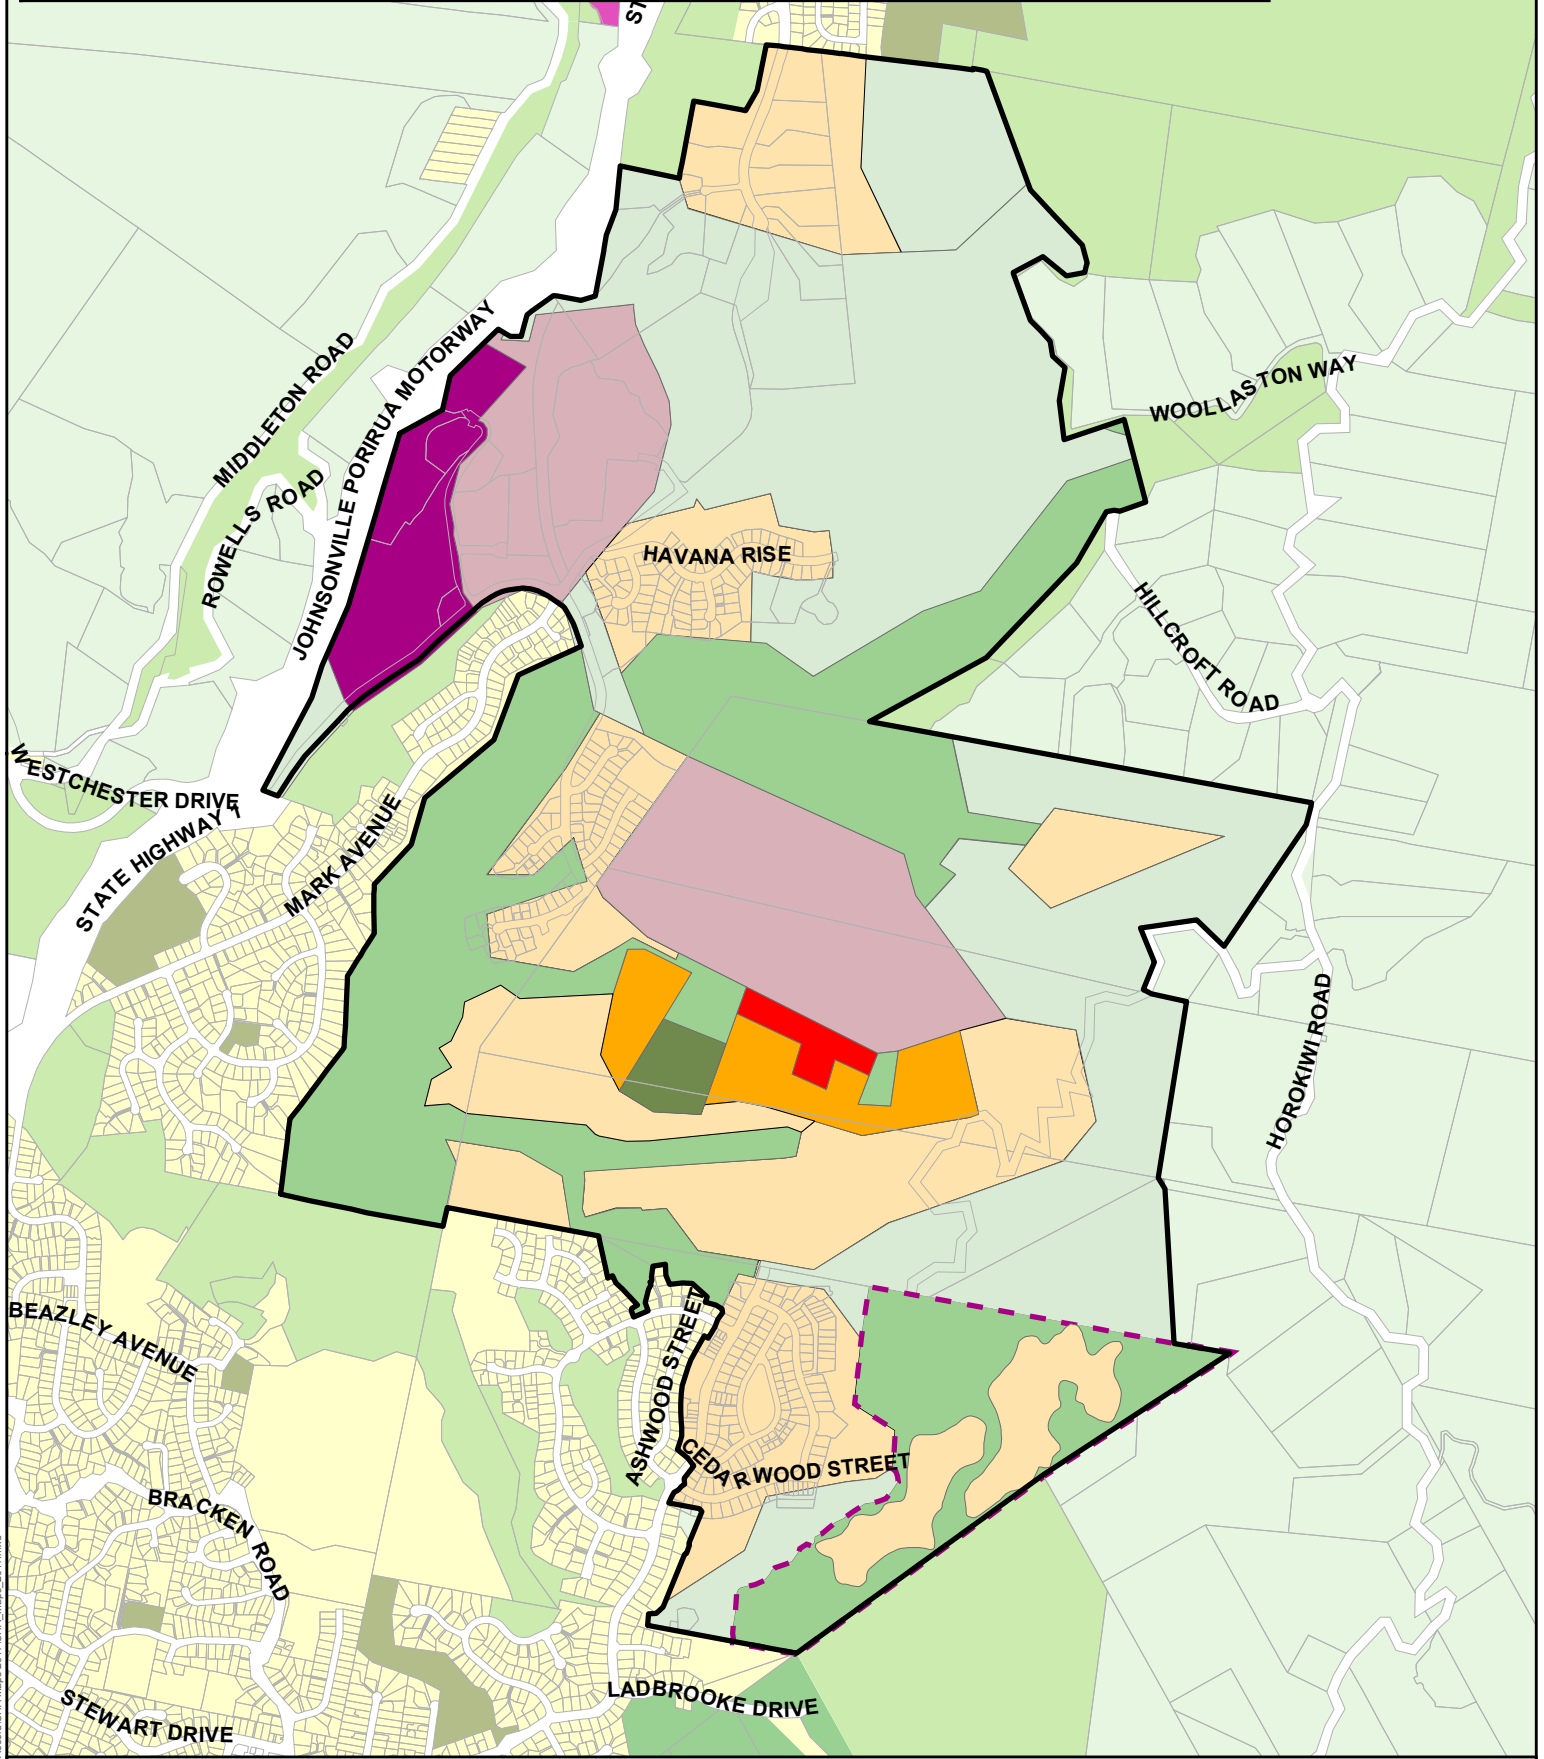 ST
MIDDLETON ROAD
JOHNSONVILLE PORIRUA MOTORWAY
WOOLLASTON WAY
ROWELLS ROAD
HAVANA RISE
HILLCROFT ROAD
WESTCHESTER DRIVE
STATE HIGHWAY 1
MARK AVENUE
HOROKIWI ROAD
BEAZLEY AVENUE
ASHWOOD STREET
CEDARWOOD STREET
BRACKEN ROAD
LADBROOKE DRIVE
STEWART DRIVE